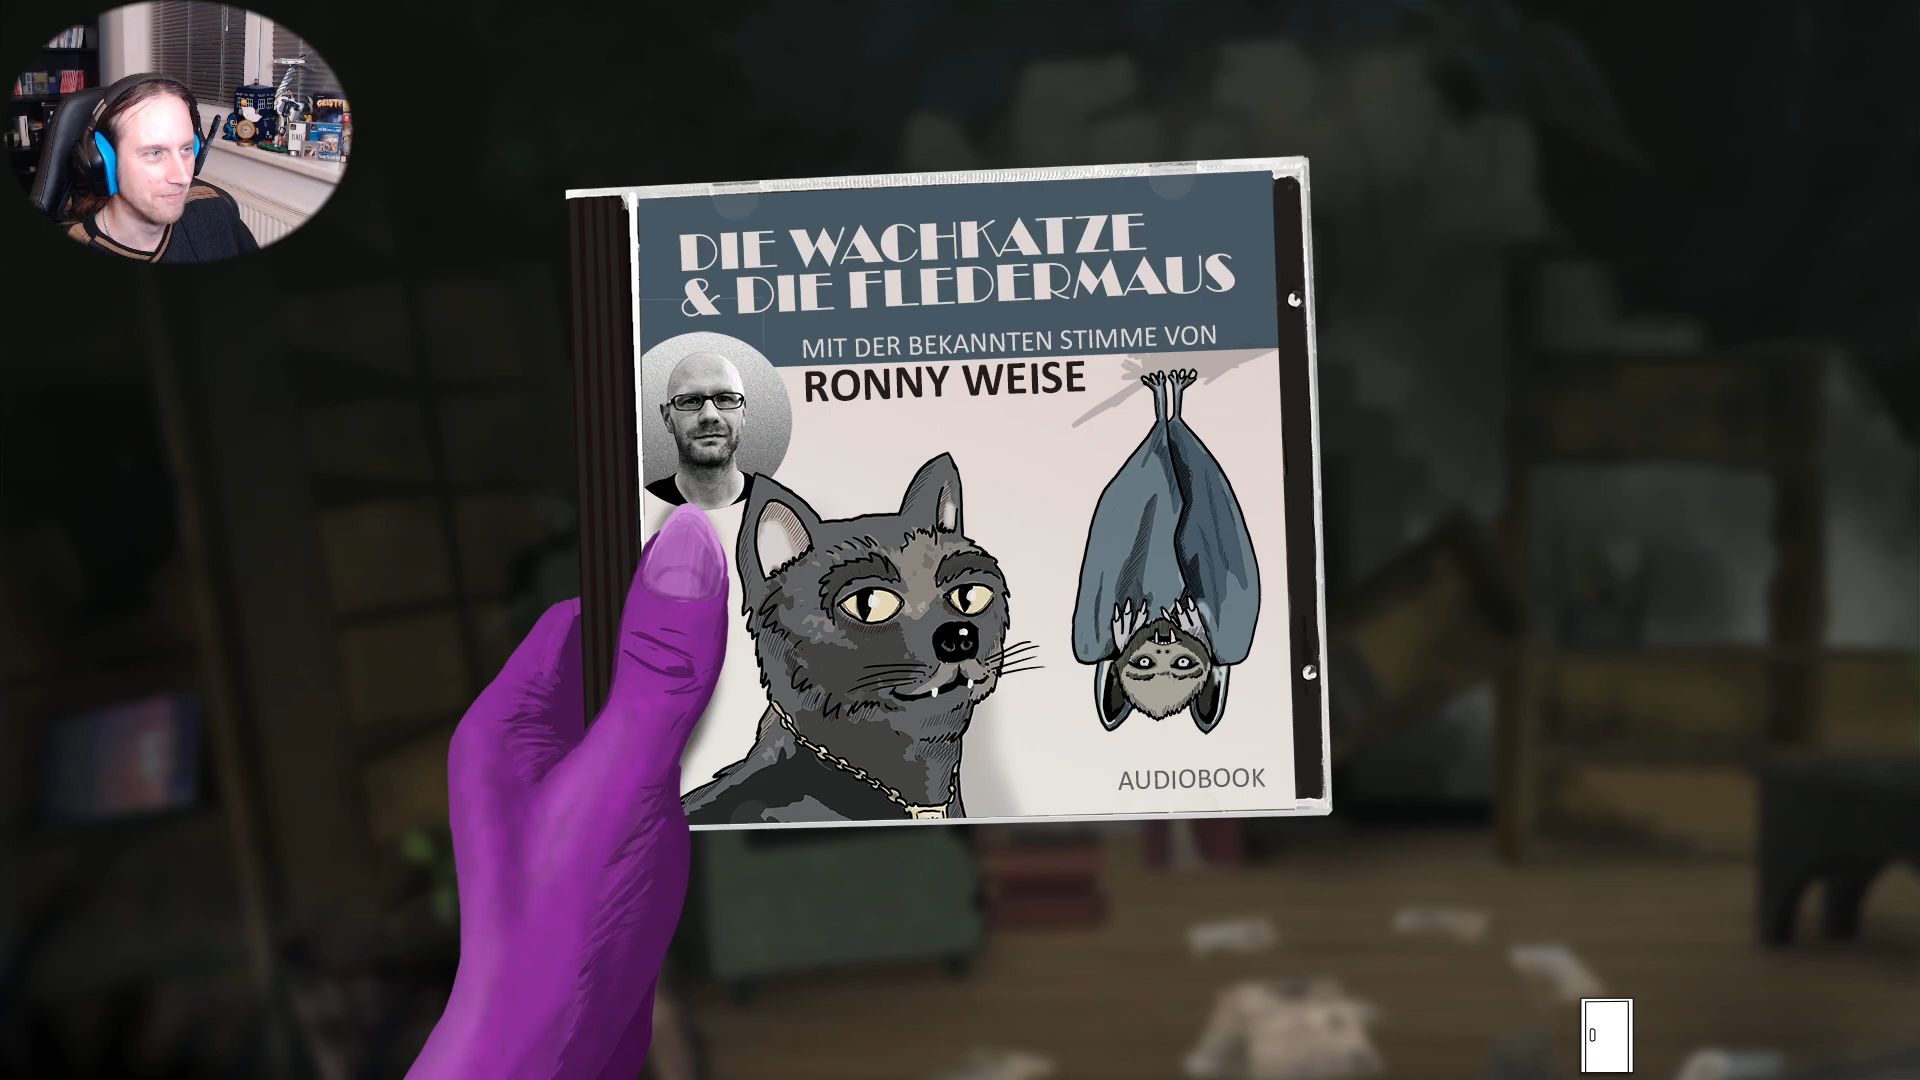 DIE WACHKATZE
& DIE FLEDERMAUS
MIT DER BEKANNTEN STIMME VON
RONNY WEISE
AUDIOBOOK